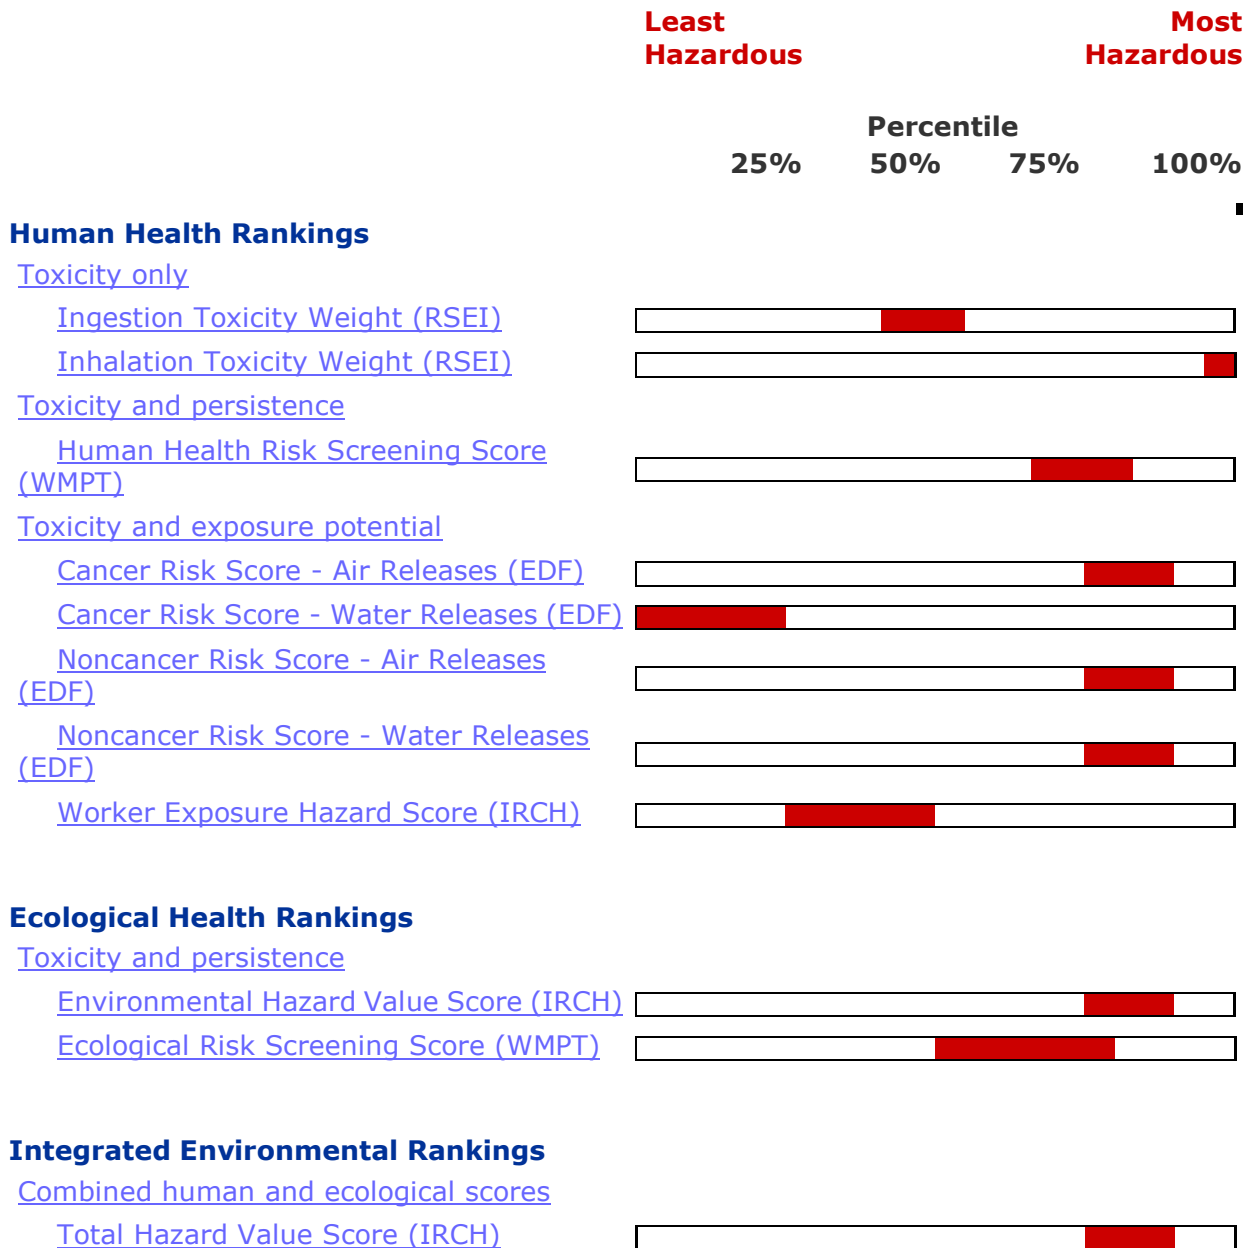 Least Most
Hazardous Hazardous
Percentile
25% 50% 75% 100%
Human Health Rankings
Toxicity only
Ingestion Toxicity Weight (RSEI)
Inhalation Toxicity Weight (RSEI)
Toxicity and persistence
Human Health Risk Screening Score
(WMPT)
Toxicity and exposure potential
Cancer Risk Score - Air Releases (EDF)
Cancer Risk Score - Water Releases (EDF)
Noncancer Risk Score - Air Releases
(EDF)
Noncancer Risk Score - Water Releases
(EDF)
Worker Exposure Hazard Score (IRCH)
Ecological Health Rankings
Toxicity and persistence
Environmental Hazard Value Score (IRCH)
Ecological Risk Screening Score (WMPT)
Integrated Environmental Rankings
Combined human and ecological scores
Total Hazard Value Score (IRCH)